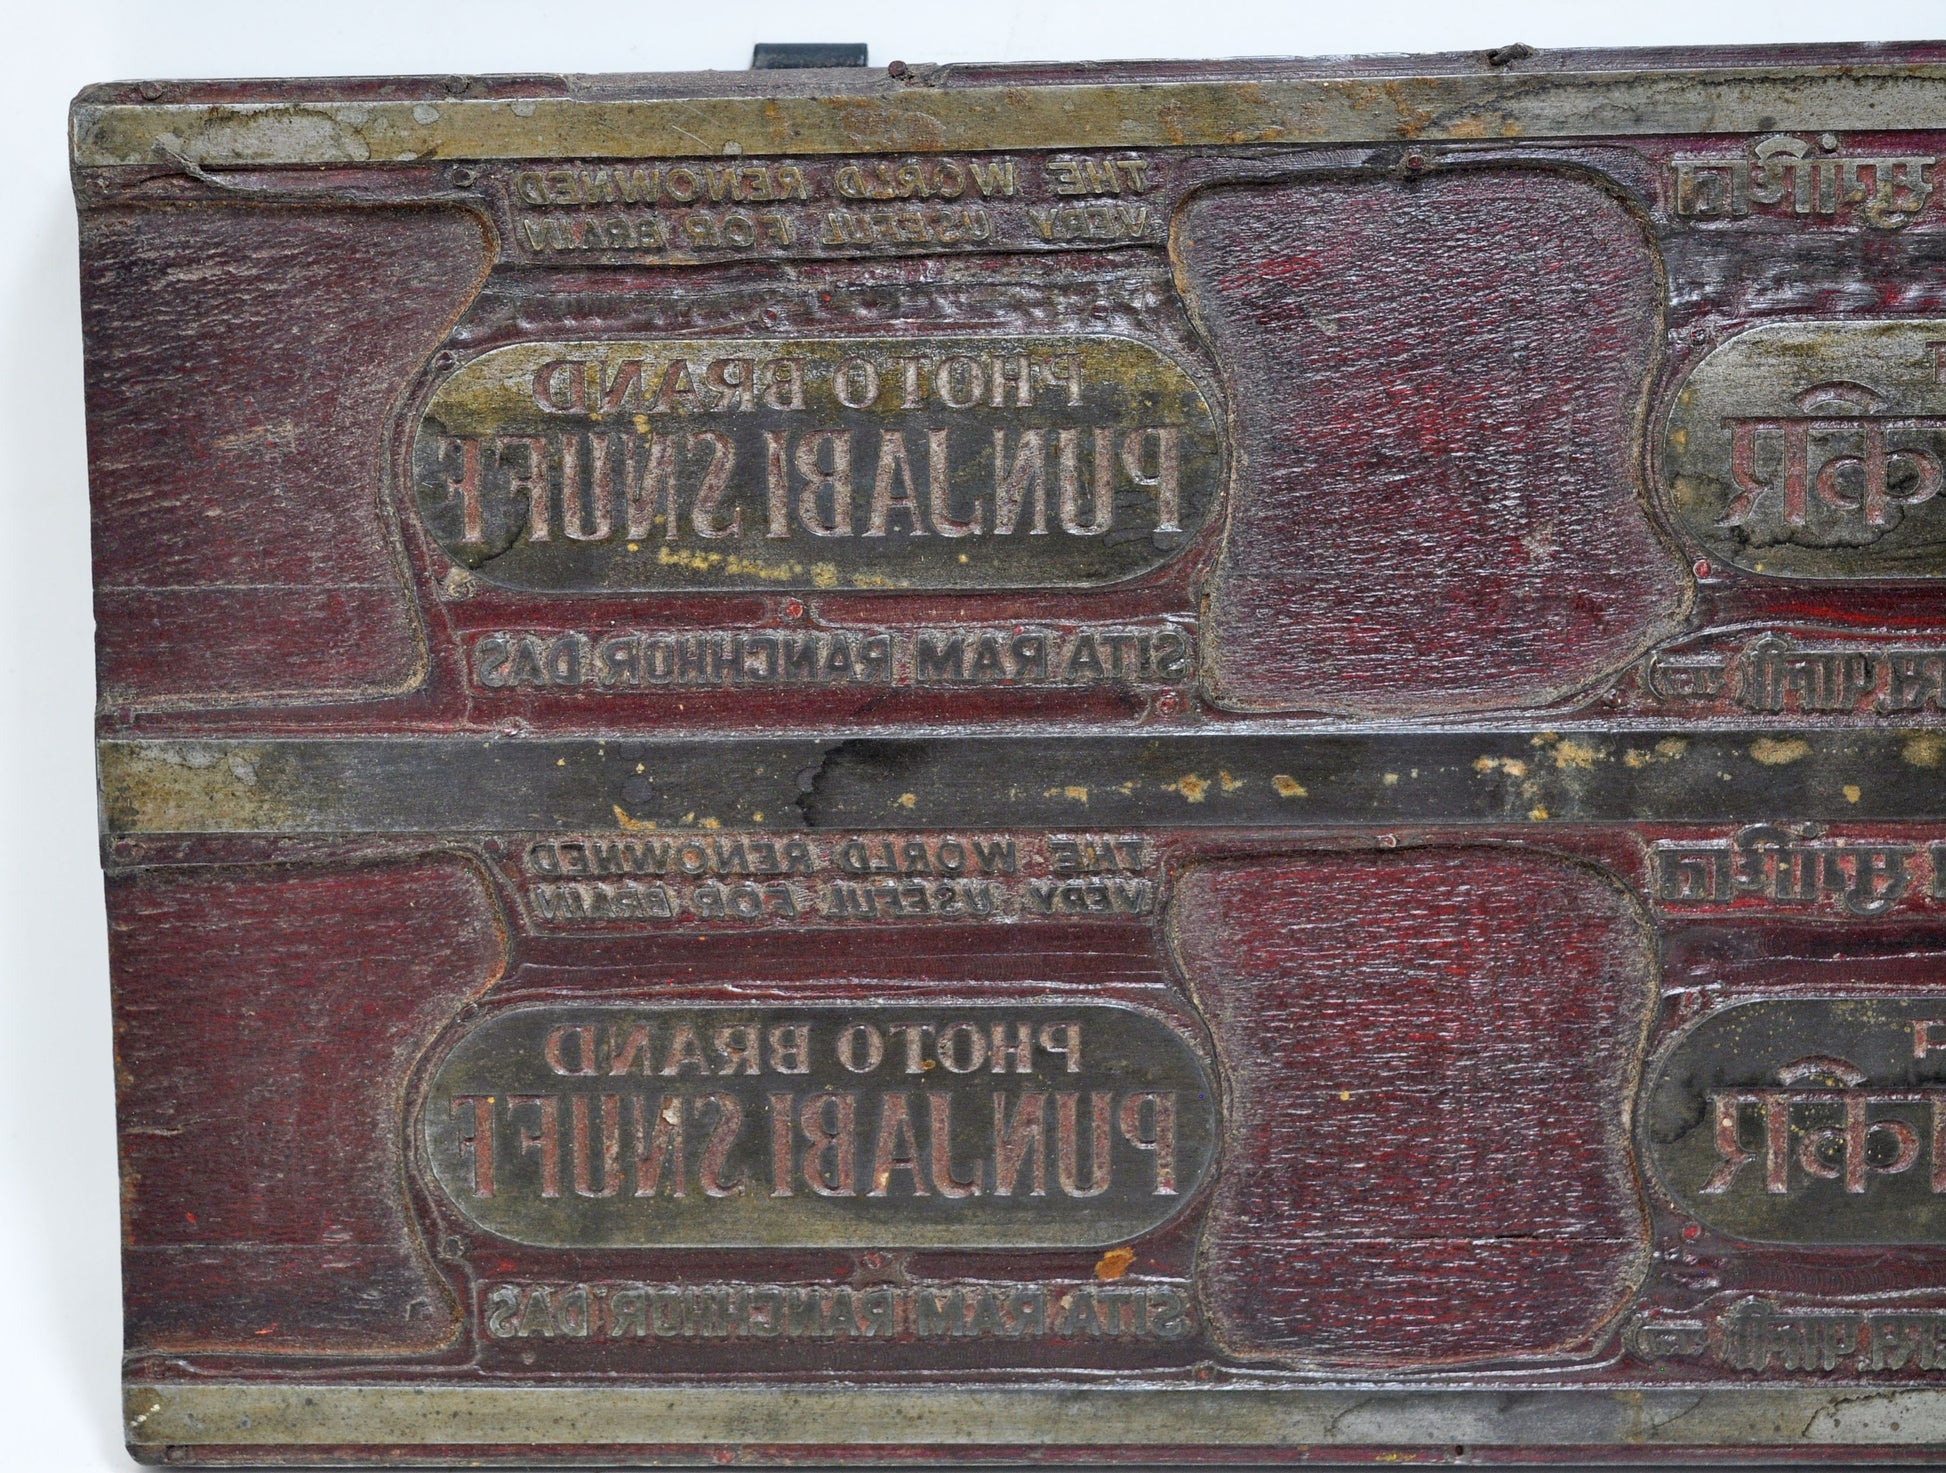 THE WORLD RENOWNED
VERY USEFUL FOR BRAIN
PHOTO BRAND
PUNJABI SNUFF
SITA RAM RANCHHOR DAS
पाली (राज.)
THE WORLD RENOWNED
VERY USEFUL FOR BRAIN
PHOTO BRAND
PUNJABI SNUFF
SITA RAM RANCHHOR DAS
पाली (राज.)